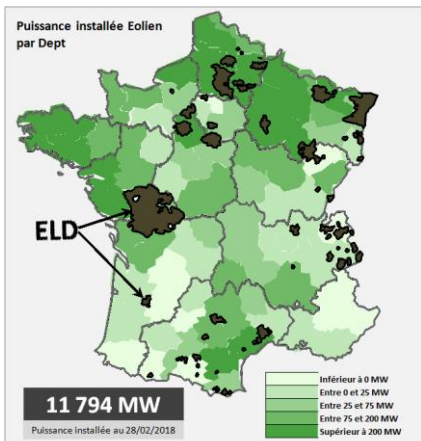 Puissance installée Eolien
par Dept
ELD
11 794 MW
Puissance installée au 28/02/2018
Inférieur à 0 MW
Entre 0 et 25 MW
Entre 25 et 75 MW
Entre 75 et 200 MW
Supérieur à 200 MW